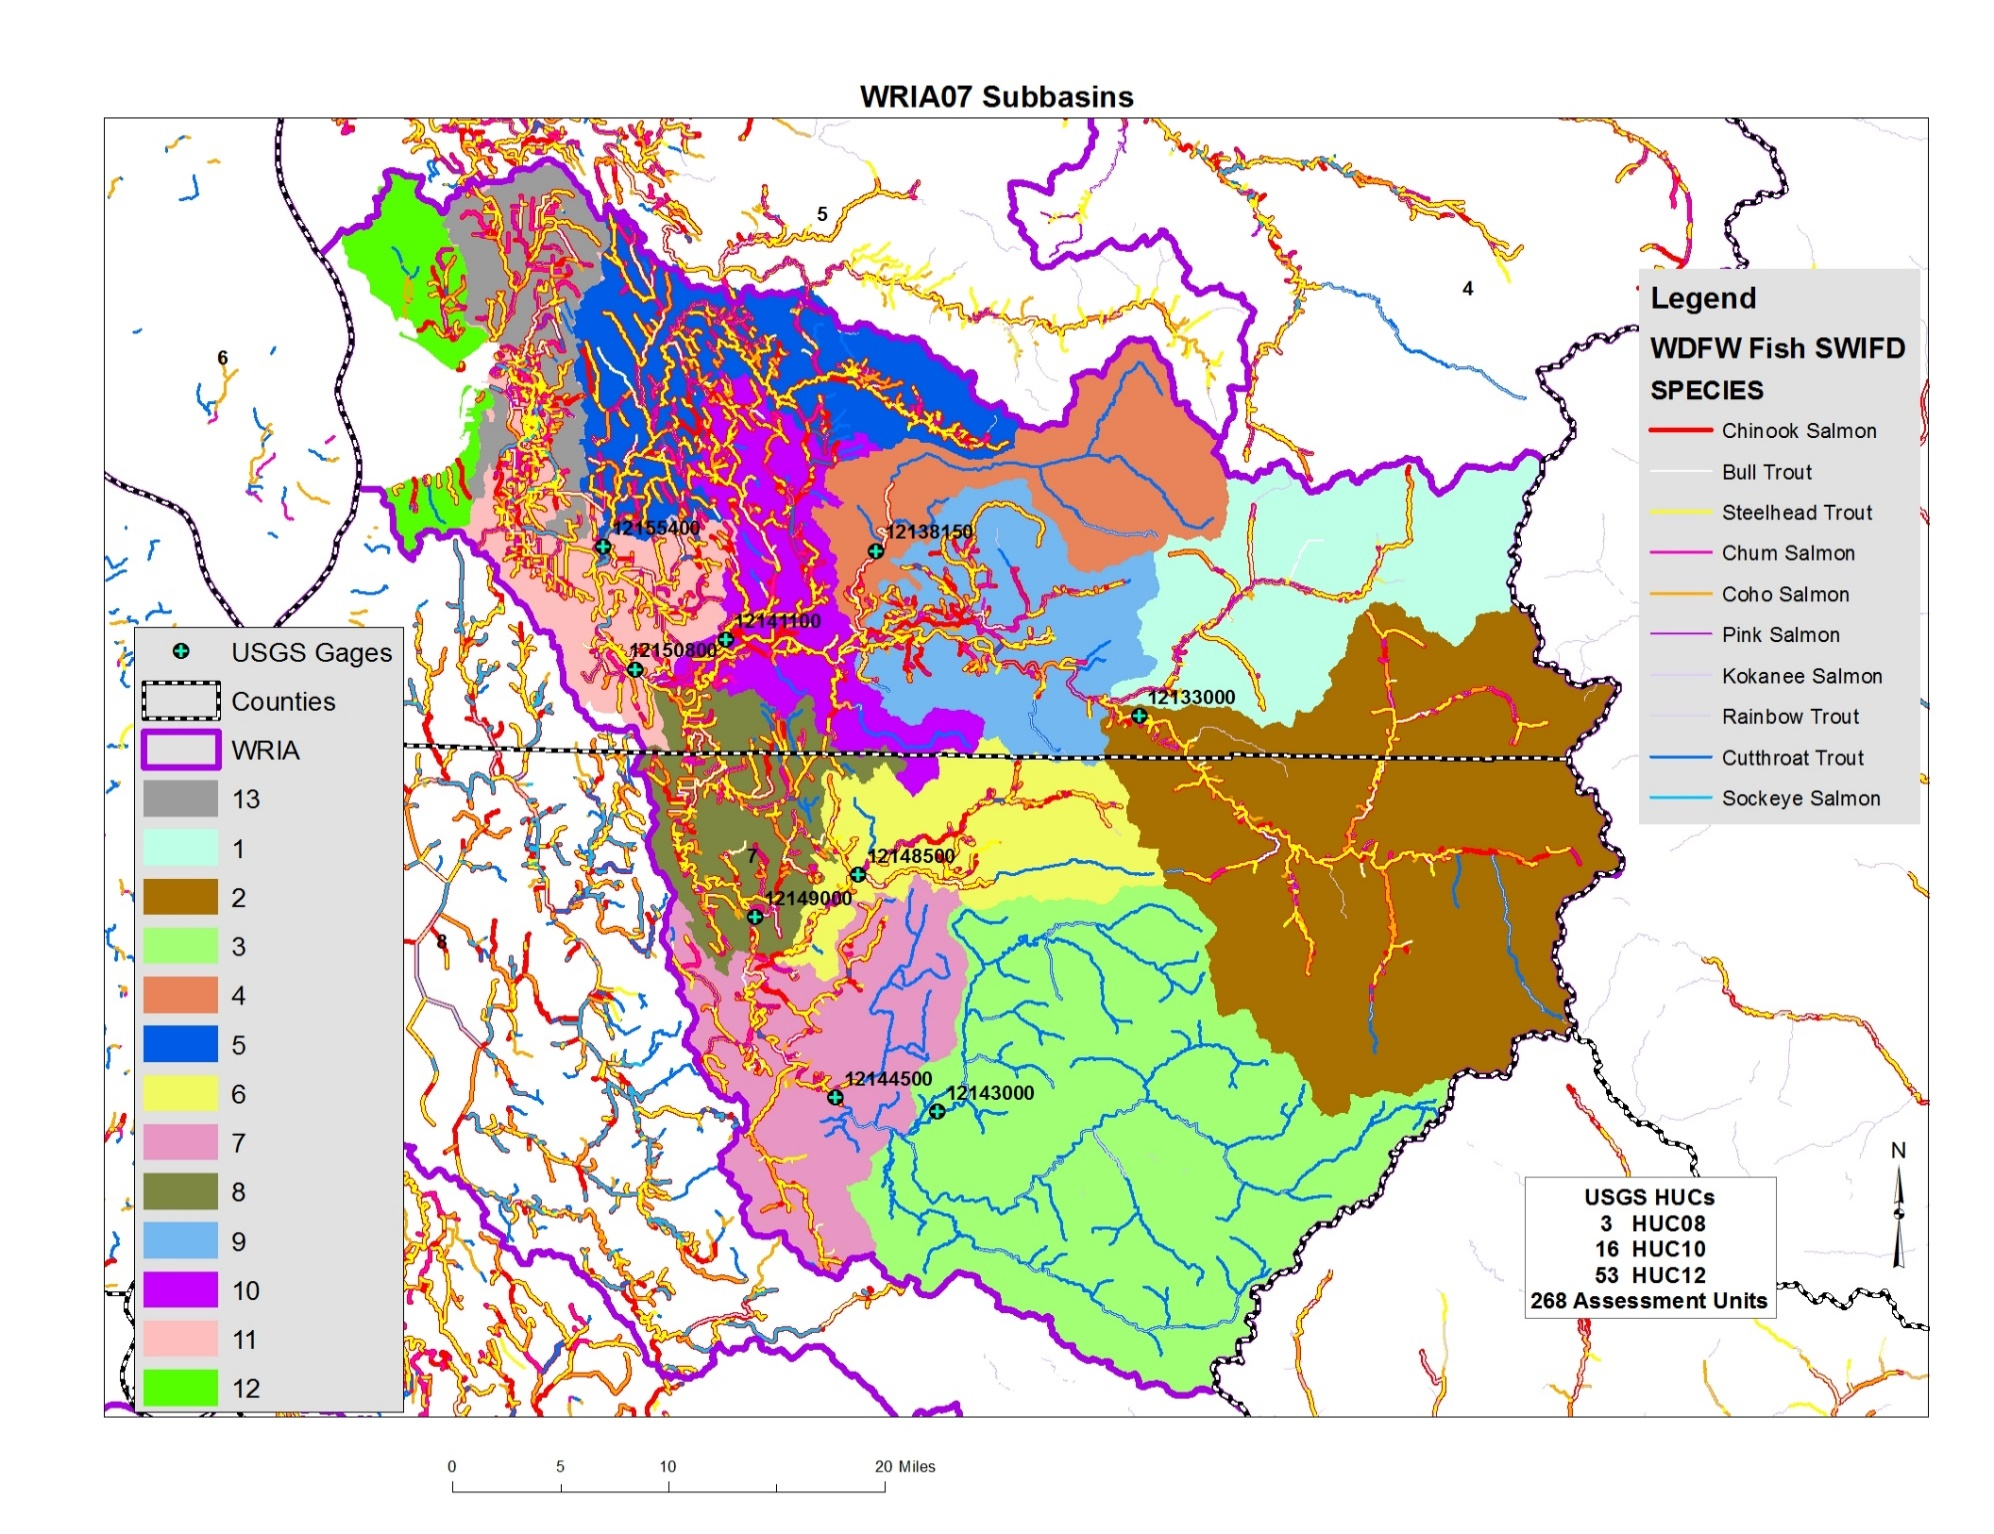 WRIA07 Subbasins
5
4
6
7
8
12155400
12138150
12141100
12150800
12133000
12148500
12149000
12144500
12143000
Legend
WDFW Fish SWIFD
SPECIES
Chinook Salmon
Bull Trout
Steelhead Trout
Chum Salmon
Coho Salmon
Pink Salmon
Kokanee Salmon
Rainbow Trout
Cutthroat Trout
Sockeye Salmon
USGS Gages
Counties
WRIA
13
1
2
3
4
5
6
7
8
9
10
11
12
N
USGS HUCs
3 HUC08
16 HUC10
53 HUC12
268 Assessment Units
0 5 10 20 Miles